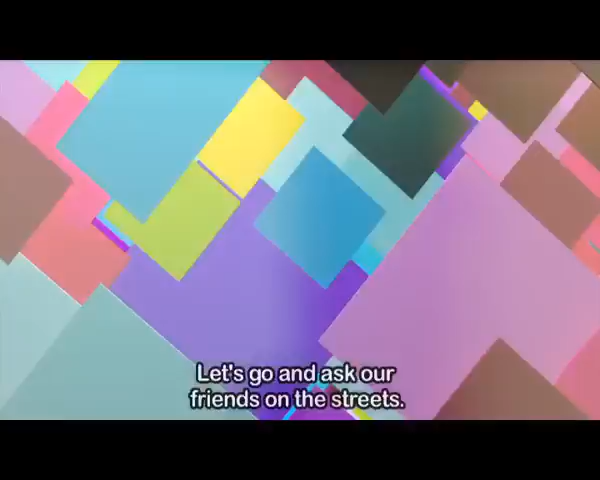 Let's go and ask our
friends on the streets.